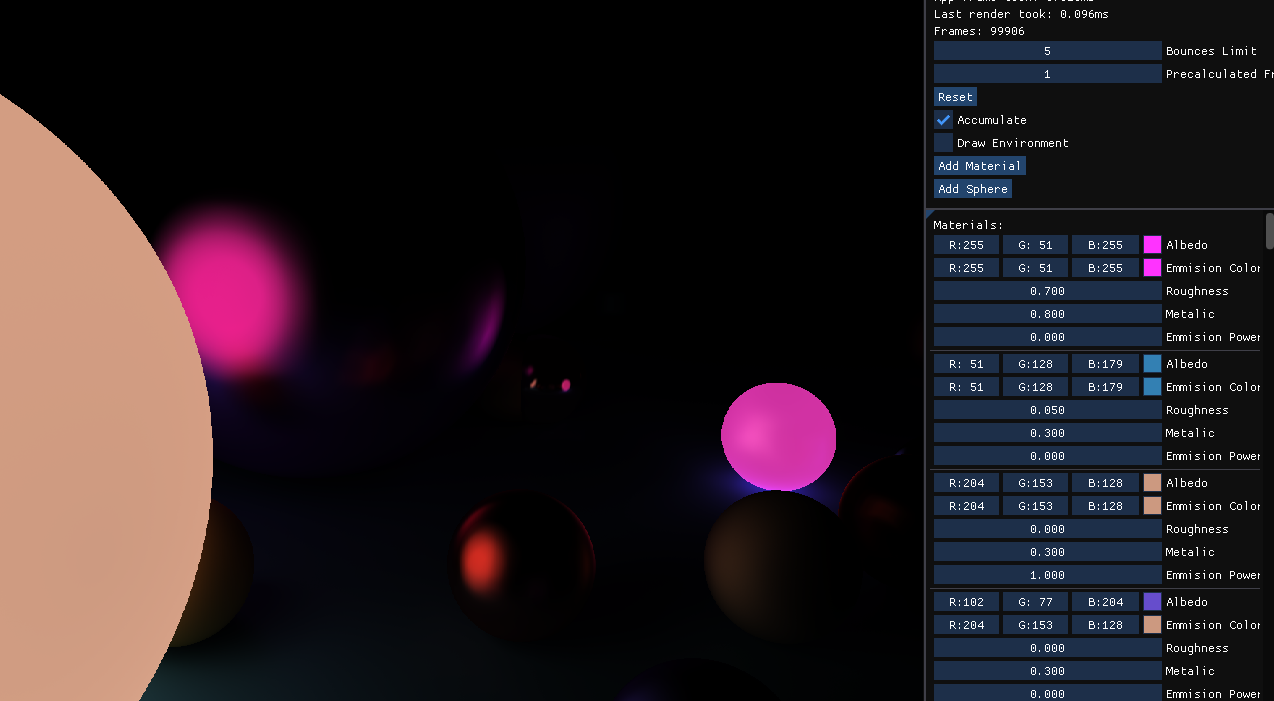 Last render took: 0.096ms
Frames: 99906
5 Bounces Limit
1 Precalculated Fr
Reset
Accumulate
Draw Environment
Add Material
Add Sphere
Materials:
R:255 G: 51 B:255 Albedo
R:255 G: 51 B:255 Emmision Color
0.700 Roughness
0.800 Metalic
0.000 Emmision Power
R: 51 G:128 B:179 Albedo
R: 51 G:128 B:179 Emmision Color
0.050 Roughness
0.300 Metalic
0.000 Emmision Power
R:204 G:153 B:128 Albedo
R:204 G:153 B:128 Emmision Color
0.000 Roughness
0.300 Metalic
1.000 Emmision Power
R:102 G: 77 B:204 Albedo
R:204 G:153 B:128 Emmision Color
0.000 Roughness
0.300 Metalic
0.000 Emmision Power